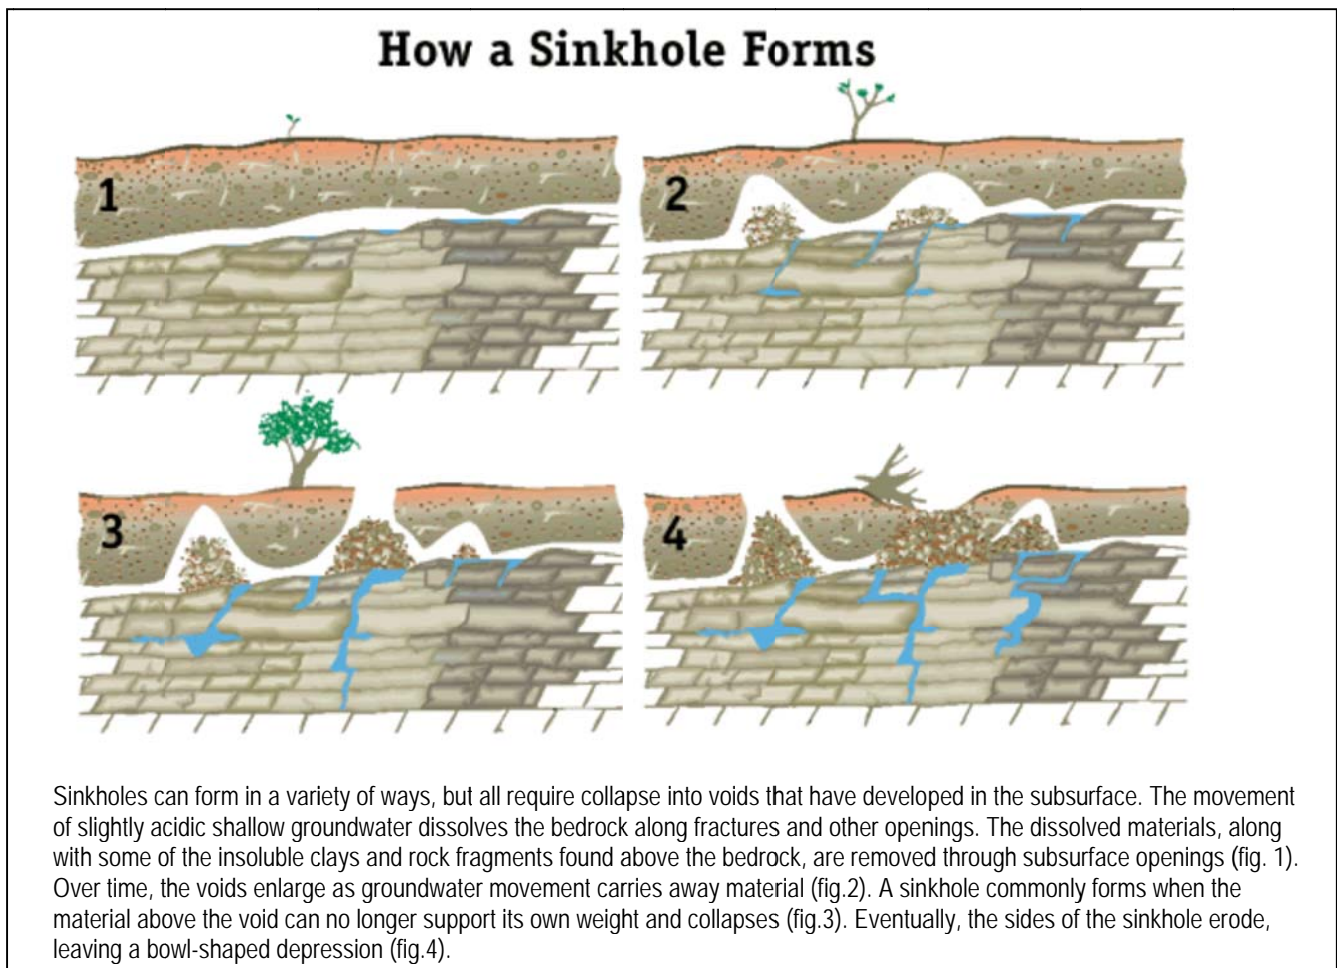 How a Sinkhole Forms
1
2
3
4
Sinkholes can form in a variety of ways, but all require collapse into voids that have developed in the subsurface. The movement
of slightly acidic shallow groundwater dissolves the bedrock along fractures and other openings. The dissolved materials, along
with some of the insoluble clays and rock fragments found above the bedrock, are removed through subsurface openings (fig. 1).
Over time, the voids enlarge as groundwater movement carries away material (fig.2). A sinkhole commonly forms when the
material above the void can no longer support its own weight and collapses (fig.3). Eventually, the sides of the sinkhole erode,
leaving a bowl-shaped depression (fig.4).